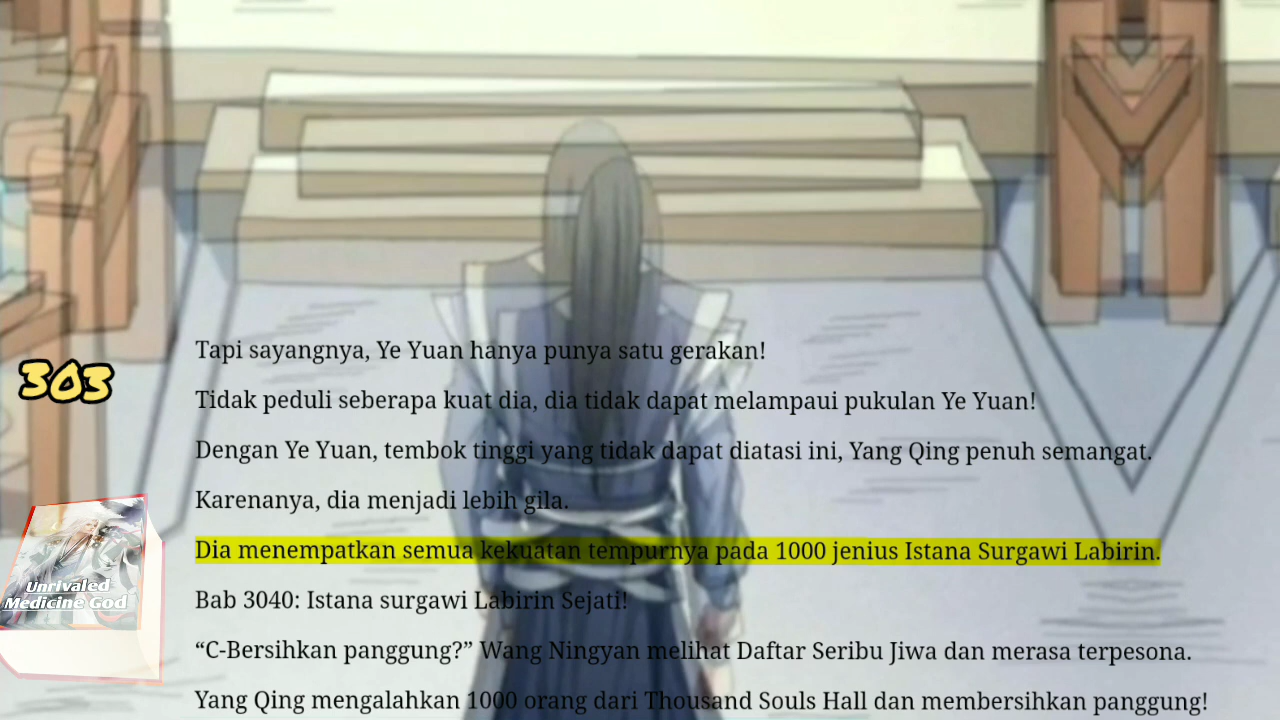 Tapi sayangnya, Ye Yuan hanya punya satu gerakan!
Tidak peduli seberapa kuat dia, dia tidak dapat melampaui pukulan Ye Yuan!
303
Dengan Ye Yuan, tembok tinggi yang tidak dapat diatasi ini, Yang Qing penuh semangat.
Karenanya, dia menjadi lebih gila.
Dia menempatkan semua kekuatan tempurnya pada 1000 jenius Istana Surgawi Labirin.
Unrivaled
Medicine God
Bab 3040: Istana surgawi Labirin Sejati!
“C-Bersihkan panggung?” Wang Ningyan melihat Daftar Seribu Jiwa dan merasa terpesona.
Yang Qing mengalahkan 1000 orang dari Thousand Souls Hall dan membersihkan panggung!